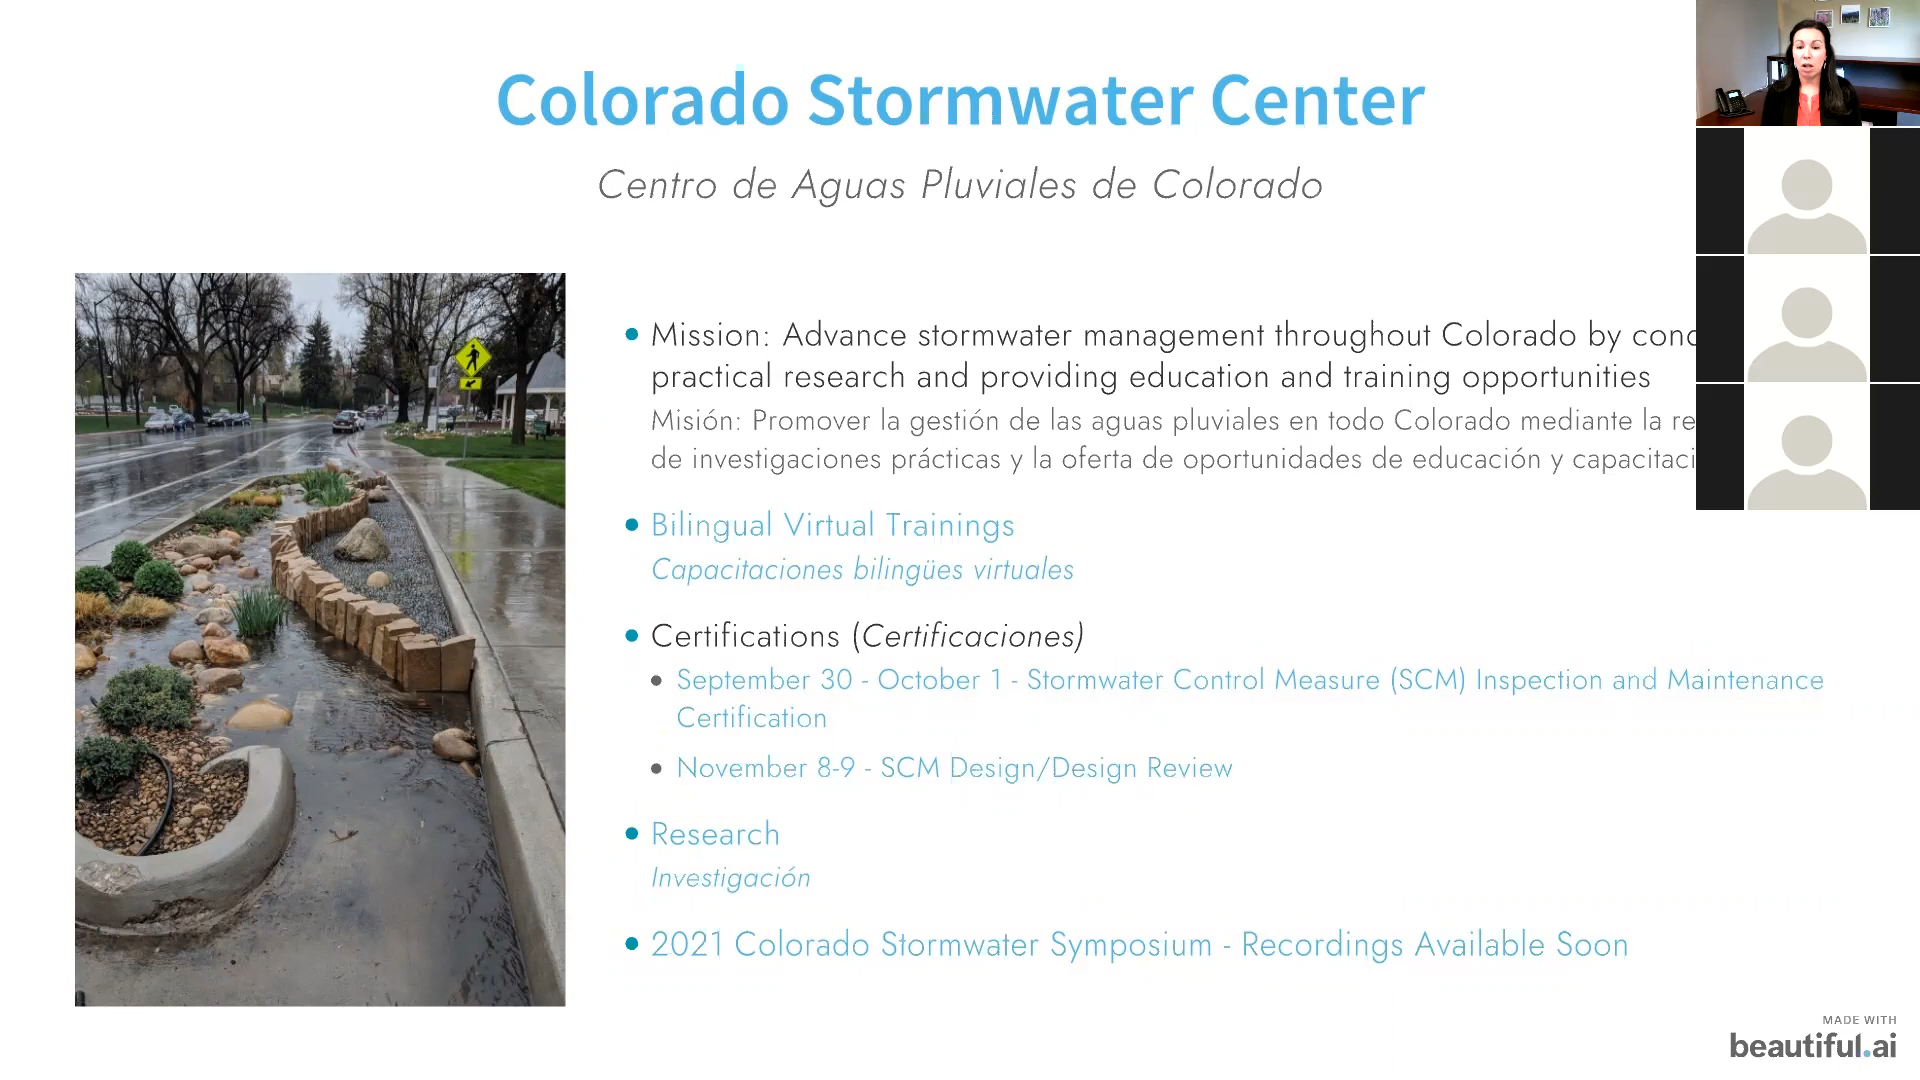 Colorado Stormwater Center
Centro de Aguas Pluviales de Colorado
Mission: Advance stormwater management throughout Colorado by
practical research and providing education and training opportunities
Misión: Promover la gestión de las aguas pluviales en todo Colorado mediante la
de investigaciones prácticas y la oferta de oportunidades de educación y
Bilingual Virtual Trainings
Capacitaciones bilingües virtuales
Certifications (Certificaciones)
September 30 - October 1 - Stormwater Control Measure (SCM) Inspection and Maintenance
Certification
November 8-9 - SCM Design/Design Review
Research
Investigación
2021 Colorado Stormwater Symposium - Recordings Available Soon
MADE WITH
beautiful.ai